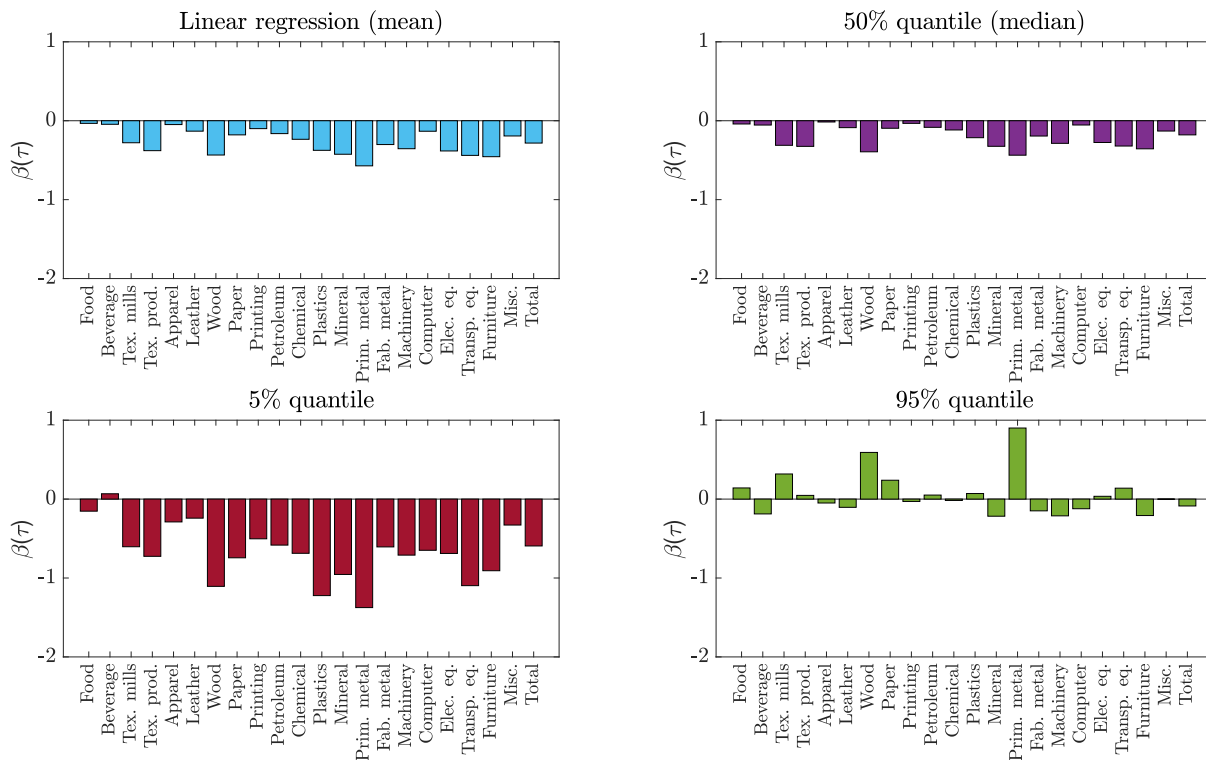 Linear regression (mean)
1
0
-1
-2
β(τ)
Food
Beverage
Tex. mills
Tex. prod.
Apparel
Leather
Wood
Paper
Printing
Petroleum
Chemical
Plastics
Mineral
Prim. metal
Fab. metal
Machinery
Computer
Elec. eq.
Transp. eq.
Furniture
Misc.
Total
50% quantile (median)
1
0
-1
-2
β(τ)
Food
Beverage
Tex. mills
Tex. prod.
Apparel
Leather
Wood
Paper
Printing
Petroleum
Chemical
Plastics
Mineral
Prim. metal
Fab. metal
Machinery
Computer
Elec. eq.
Transp. eq.
Furniture
Misc.
Total
5% quantile
1
0
-1
-2
β(τ)
Food
Beverage
Tex. mills
Tex. prod.
Apparel
Leather
Wood
Paper
Printing
Petroleum
Chemical
Plastics
Mineral
Prim. metal
Fab. metal
Machinery
Computer
Elec. eq.
Transp. eq.
Furniture
Misc.
Total
95% quantile
1
0
-1
-2
β(τ)
Food
Beverage
Tex. mills
Tex. prod.
Apparel
Leather
Wood
Paper
Printing
Petroleum
Chemical
Plastics
Mineral
Prim. metal
Fab. metal
Machinery
Computer
Elec. eq.
Transp. eq.
Furniture
Misc.
Total